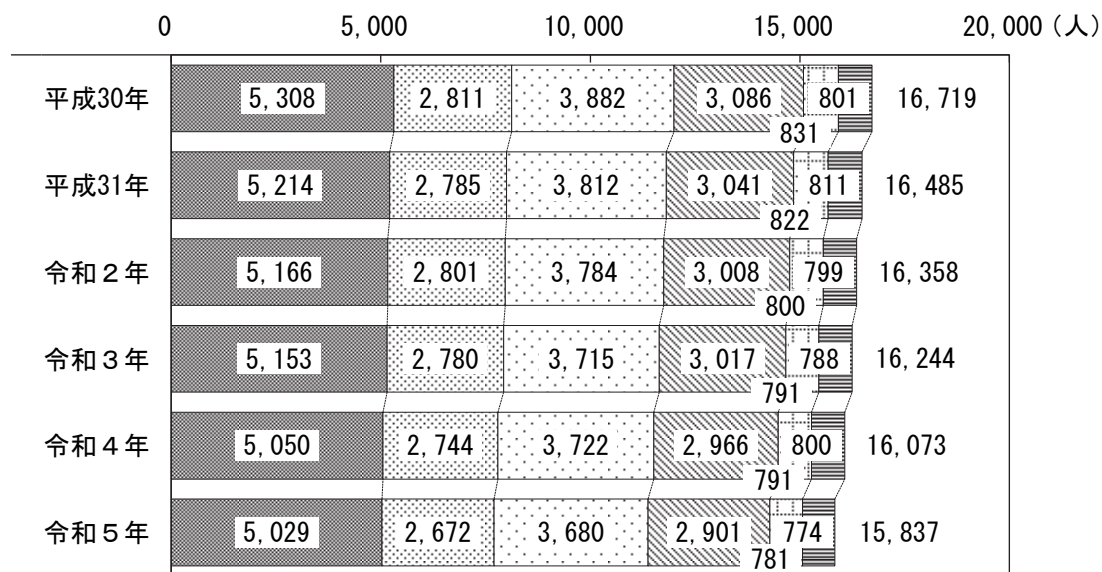 0 5,000 10,000 15,000 20,000 (人)
平成30年 5,308 2,811 3,882 3,086 801 16,719
831
平成31年 5,214 2,785 3,812 3,041 811 16,485
822
令和２年 5,166 2,801 3,784 3,008 799 16,358
800
令和３年 5,153 2,780 3,715 3,017 788 16,244
791
令和４年 5,050 2,744 3,722 2,966 800 16,073
791
令和５年 5,029 2,672 3,680 2,901 774 15,837
781